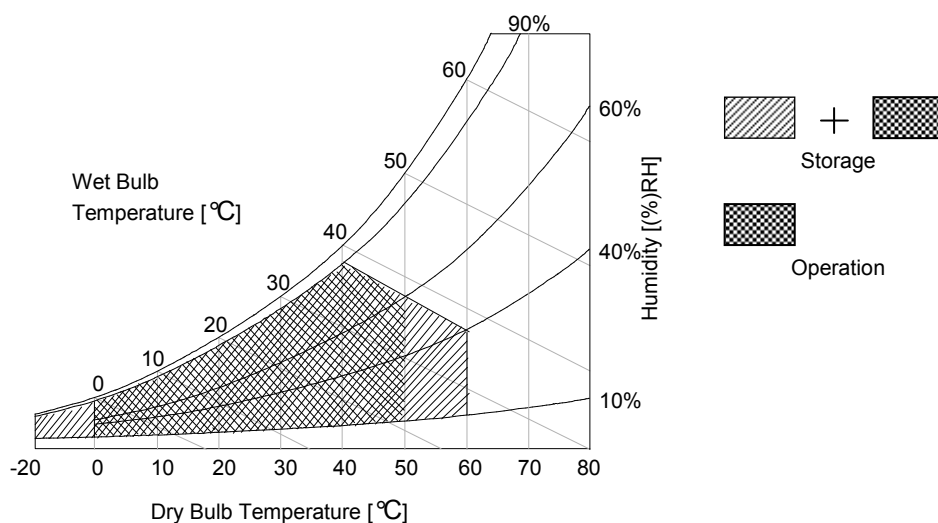 90%
60
60%
50
Wet Bulb
Temperature [℃]
Storage
40
40%
Humidity [(%)RH]
30
Operation
20
10
0
10%
-20 0 10 20 30 40 50 60 70 80
Dry Bulb Temperature [℃]